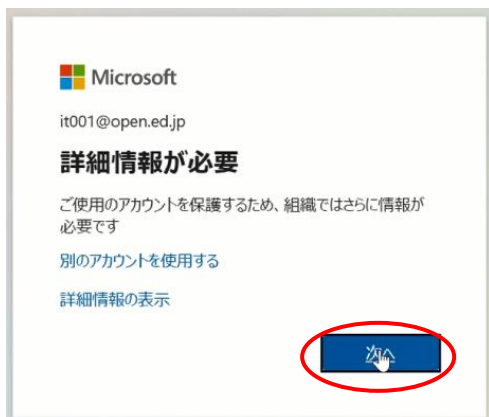 Microsoft
it001@open.ed.jp
詳細情報が必要
ご使用のアカウントを保護するため、組織ではさらに情報が
必要です
別のアカウントを使用する
詳細情報の表示
次へ